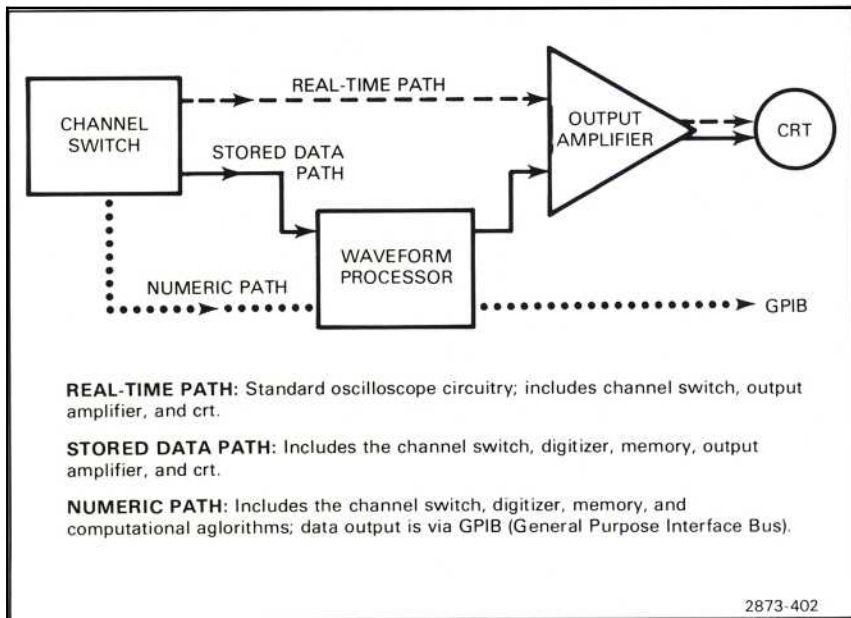 REAL-TIME PATH
CHANNEL
SWITCH
OUTPUT
AMPLIFIER
CRT
STORED DATA
PATH
WAVEFORM
PROCESSOR
NUMERIC PATH
GPIB
REAL-TIME PATH: Standard oscilloscope circuitry; includes channel switch, output
amplifier, and crt.
STORED DATA PATH: Includes the channel switch, digitizer, memory, output
amplifier, and crt.
NUMERIC PATH: Includes the channel switch, digitizer, memory, and
computational aglorithms; data output is via GPIB (General Purpose Interface Bus).
2873-402